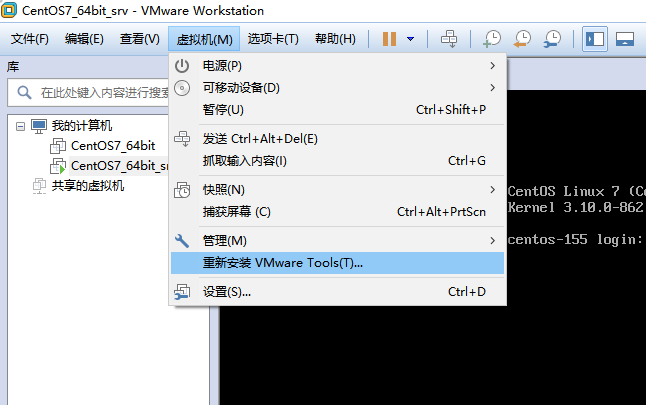 CentOS7_64bit_srv - VMware Workstation
文件(F) 编辑(E) 查看(V) 虚拟机(M) 选项卡(T) 帮助(H)
库
在此处键入内容进行搜索
我的计算机
CentOS7_64bit
CentOS7_64bit_sr
共享的虚拟机
电源(P)
可移动设备(D)
暂停(U) Ctrl+Shift+P
发送 Ctrl+Alt+Del(E)
抓取输入内容(I) Ctrl+G
快照(N)
捕获屏幕 (C) Ctrl+Alt+PrtScn
管理(M)
重新安装 VMware Tools(T)...
设置(S)... Ctrl+D
CentOS Linux 7 (Co
Kernel 3.10.0-862
centos-155 login: